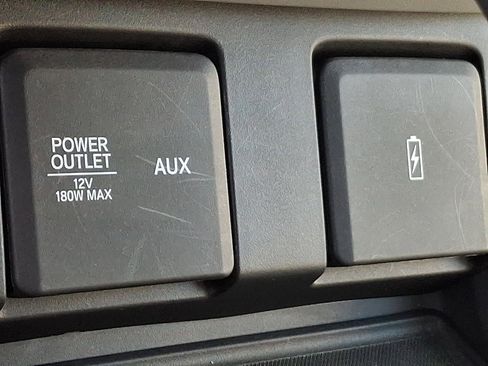 POWER
OUTLET
12V
180W MAX
AUX